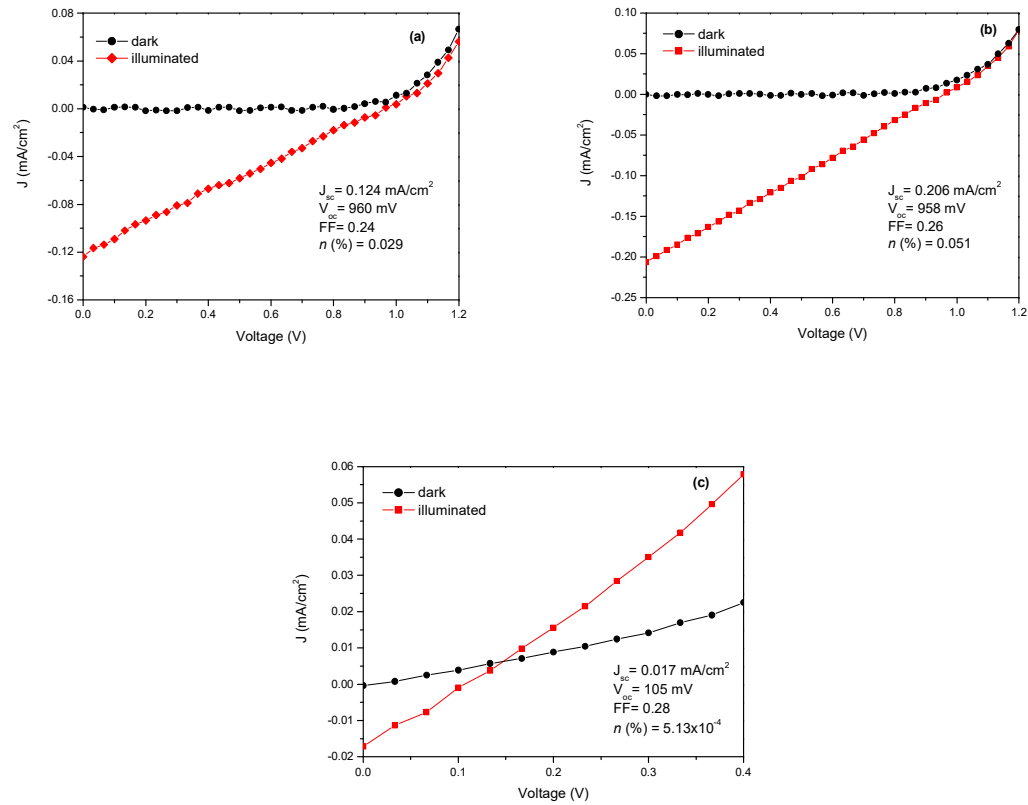 (a)
dark
illuminated
J (mA/cm²)
0.08
0.04
0.00
-0.04
-0.08
-0.12
-0.16
J_sc = 0.124 mA/cm²
V_oc = 960 mV
FF= 0.24
n (%) = 0.029
0.0 0.2 0.4 0.6 0.8 1.0 1.2
Voltage (V)
(b)
dark
illuminated
J (mA/cm²)
0.10
0.05
0.00
-0.05
-0.10
-0.15
-0.20
-0.25
J_sc = 0.206 mA/cm²
V_oc = 958 mV
FF= 0.26
n (%) = 0.051
0.0 0.2 0.4 0.6 0.8 1.0 1.2
Voltage (V)
(c)
dark
illuminated
J (mA/cm²)
0.06
0.05
0.04
0.03
0.02
0.01
0.00
-0.01
-0.02
J_sc = 0.017 mA/cm²
V_oc = 105 mV
FF= 0.28
n (%) = 5.13x10⁻⁴
0.0 0.1 0.2 0.3 0.4
Voltage (V)